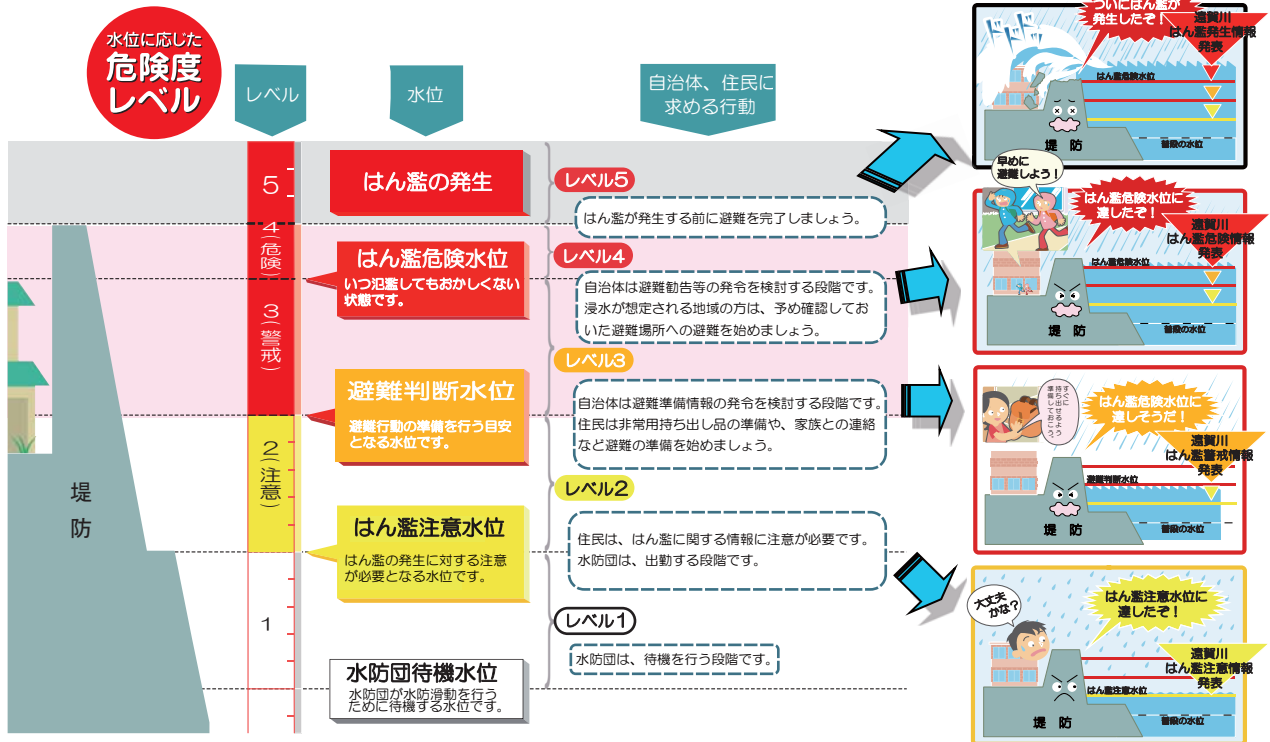 水位に応じた
危険度
レベル
レベル
水位
自治体、住民に
求める行動
5
4(危険)
3(警戒)
2(注意)
1
堤
防
はん濫の発生
レベル5
はん濫が発生する前に避難を完了しましょう。
はん濫危険水位
いつ氾濫してもおかしくない
状態です。
レベル4
自治体は避難勧告等の発令を検討する段階です。
浸水が想定される地域の方は、予め確認してお
いた避難場所への避難を始めましょう。
避難判断水位
避難行動の準備を行う目安
となる水位です。
レベル3
自治体は避難準備情報の発令を検討する段階です。
住民は非常用持ち出し品の準備や、家族との連絡
など避難の準備を始めましょう。
はん濫注意水位
はん濫の発生に対する注意
が必要となる水位です。
レベル2
住民は、はん濫に関する情報に注意が必要です。
水防団は、出動する段階です。
レベル1
水防団は、待機を行う段階です。
水防団待機水位
水防団が水防滑動を行う
ために待機する水位です。
ついにはん濫が
発生したぞ！
ドドドッ
遠賀川
はん濫発生情報
発表
はん濫危険水位
堤 防
普段の水位
早めに
避難しよう！
はん濫危険水位に
達したぞ！
遠賀川
はん濫危険情報
発表
はん濫危険水位
堤 防
普段の水位
すぐに
持ち出せるよう
準備しておこう。
はん濫危険水位に
達しそうだ！
遠賀川
はん濫警戒情報
発表
避難判断水位
堤 防
普段の水位
大丈夫
かな？
はん濫注意水位に
達したぞ！
遠賀川
はん濫注意情報
発表
はん濫注意水位
堤 防
普段の水位